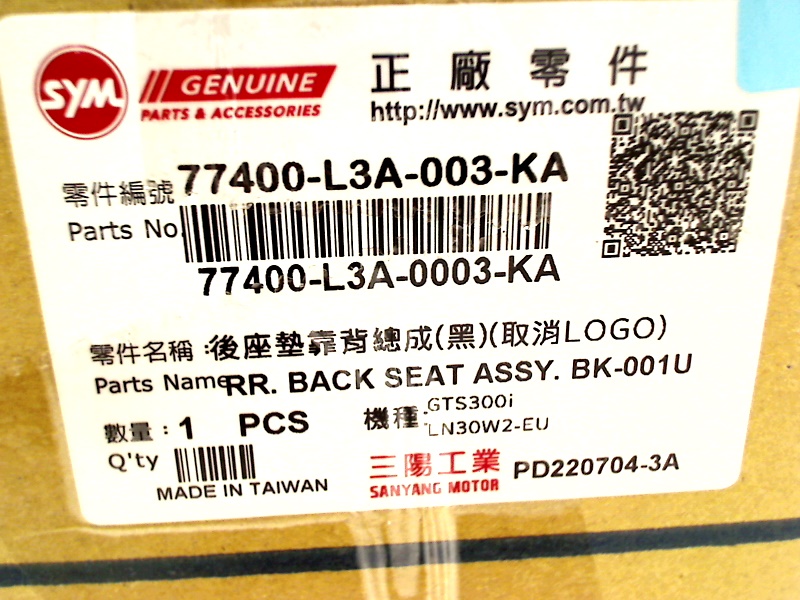 SYM GENUINE
PARTS & ACCESSORIES
正廠零件
http://www.sym.com.tw
零件編號 77400-L3A-003-KA
Parts No.
77400-L3A-0003-KA
零件名稱:後座墊靠背總成(黑)(取消LOGO)
Parts Name RR. BACK SEAT ASSY. BK-001U
數量:1 PCS 機種:GTS300i
LN30W2-EU
Q'ty
MADE IN TAIWAN
三陽工業 PD220704-3A
SANYANG MOTOR